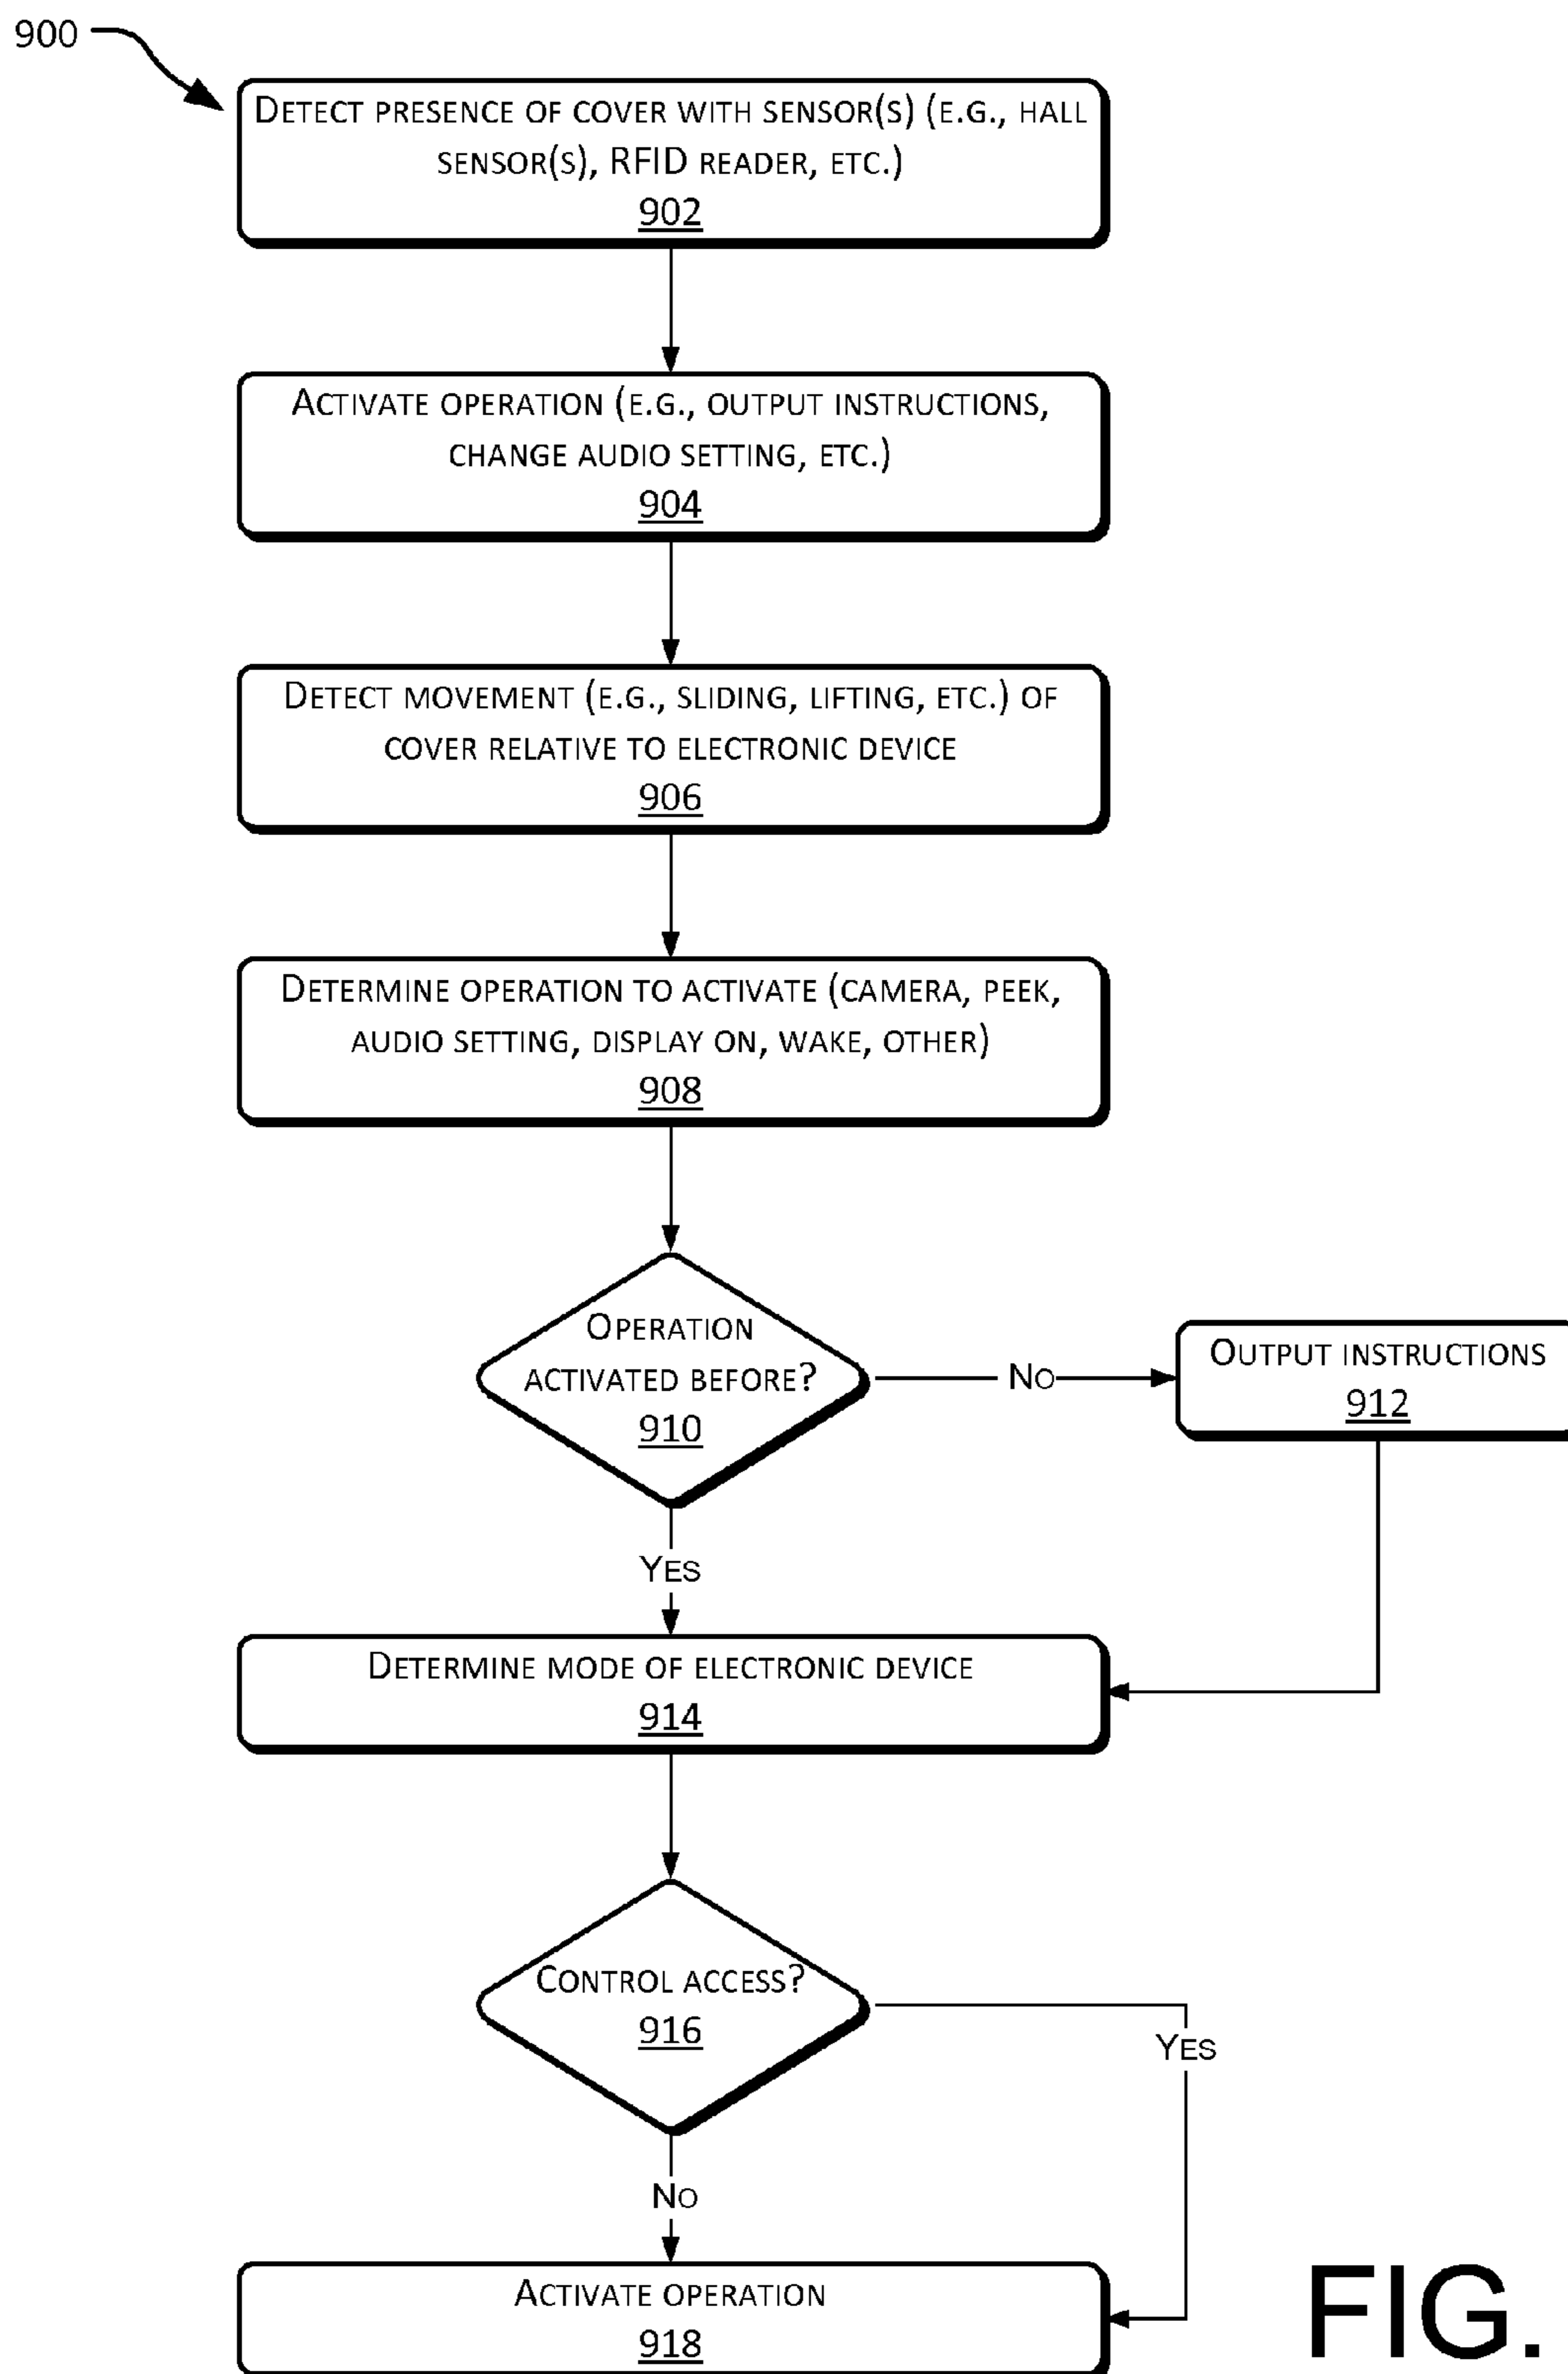 900
DETECT PRESENCE OF COVER WITH SENSOR(S) (E.G., HALL
SENSOR(S), RFID READER, ETC.)
902
ACTIVATE OPERATION (E.G., OUTPUT INSTRUCTIONS,
CHANGE AUDIO SETTING, ETC.)
904
DETECT MOVEMENT (E.G., SLIDING, LIFTING, ETC.) OF
COVER RELATIVE TO ELECTRONIC DEVICE
906
DETERMINE OPERATION TO ACTIVATE (CAMERA, PEEK,
AUDIO SETTING, DISPLAY ON, WAKE, OTHER)
908
OPERATION
ACTIVATED BEFORE?
910
NO
OUTPUT INSTRUCTIONS
912
YES
DETERMINE MODE OF ELECTRONIC DEVICE
914
CONTROL ACCESS?
916
YES
NO
ACTIVATE OPERATION
918
FIG.